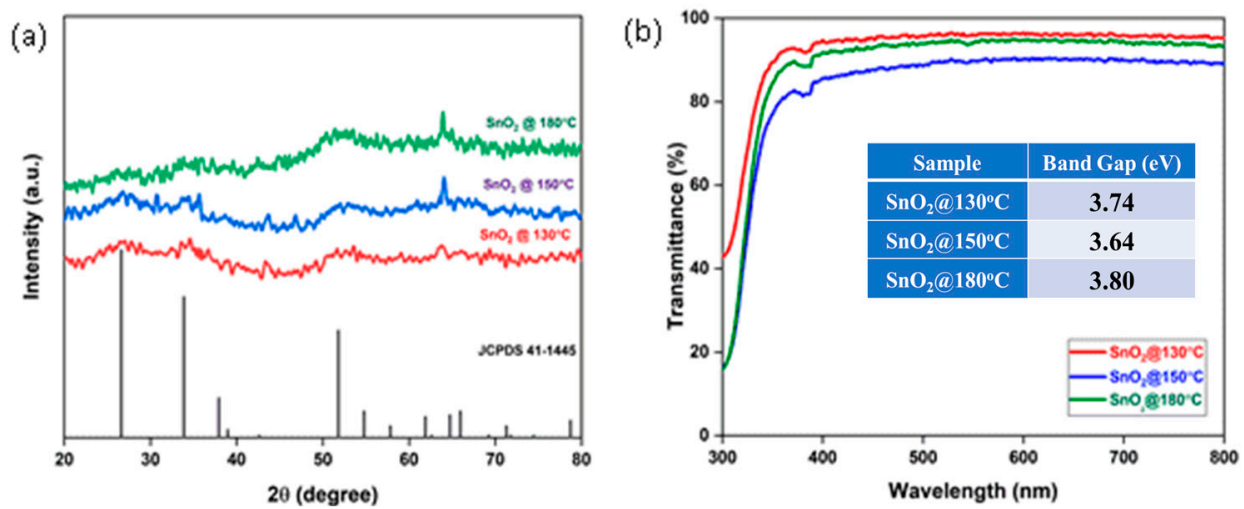 (a)
SnO₂ @ 180°C
SnO₂ @ 150°C
SnO₂ @ 130°C
JCPDS 41-1445
Intensity (a.u.)
20 30 40 50 60 70 80
2θ (degree)
(b)
100
80
60
40
20
0
Transmittance (%)
Sample Band Gap (eV)
SnO₂@130°C 3.74
SnO₂@150°C 3.64
SnO₂@180°C 3.80
SnO₂@130°C
SnO₂@150°C
SnO₂@180°C
300 400 500 600 700 800
Wavelength (nm)